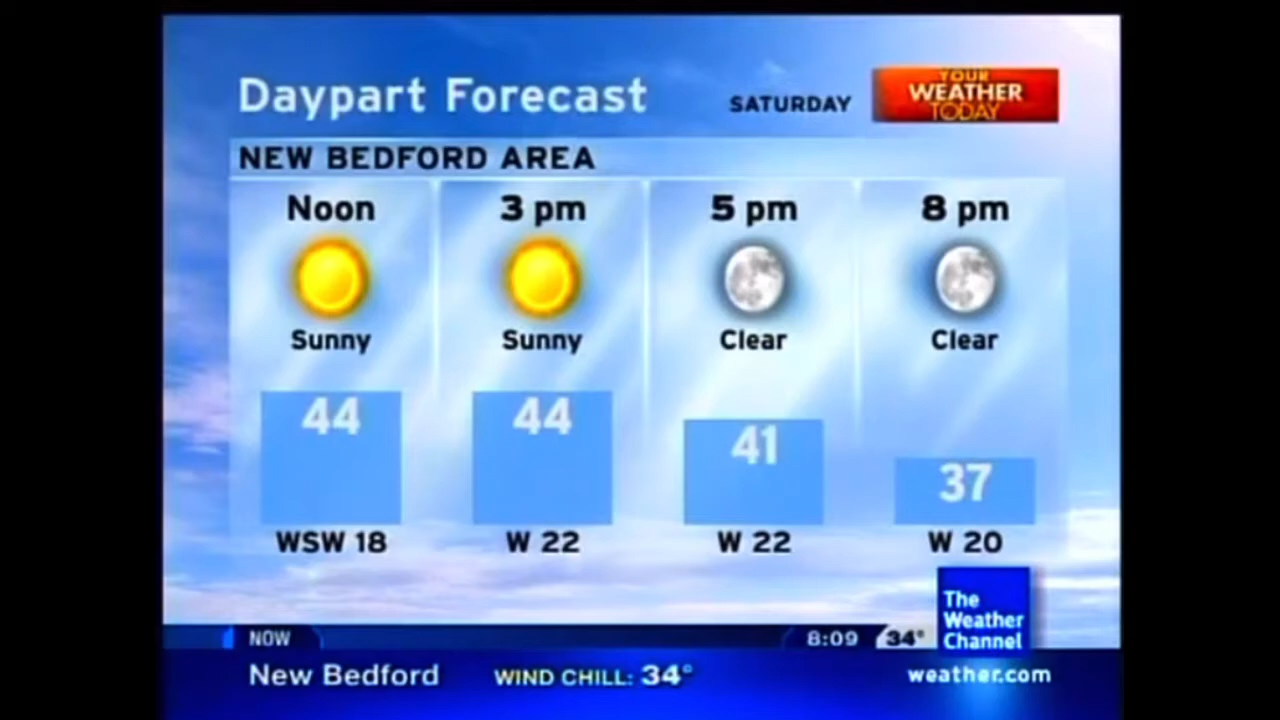 Daypart Forecast
SATURDAY
YOUR
WEATHER
TODAY
NEW BEDFORD AREA
Noon 3 pm 5 pm 8 pm
Sunny Sunny Clear Clear
44 44 41 37
WSW 18 W 22 W 22 W 20
The
Weather
Channel
NOW 8:09 34°
New Bedford WIND CHILL: 34° weather.com